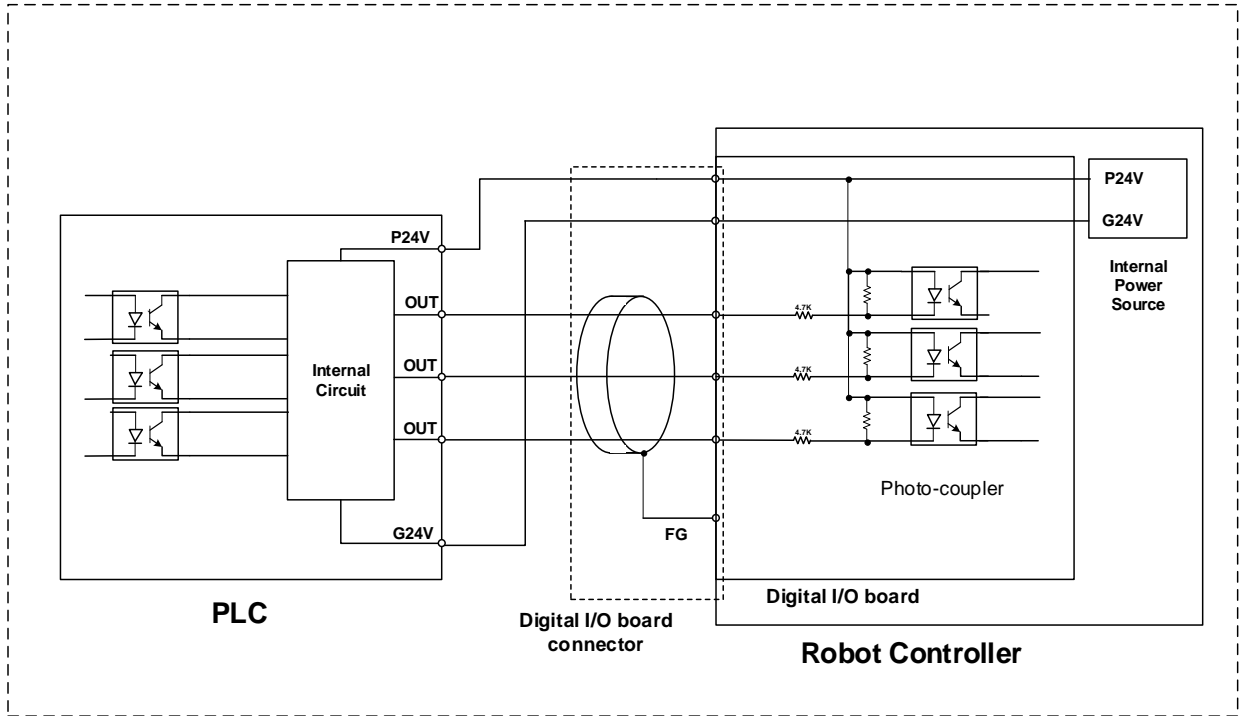 P24V
G24V
Internal
Power
Source
P24V
OUT
OUT
OUT
Internal
Circuit
G24V
4.7K
4.7K
4.7K
Photo-coupler
FG
PLC
Digital I/O board
connector
Digital I/O board
Robot Controller